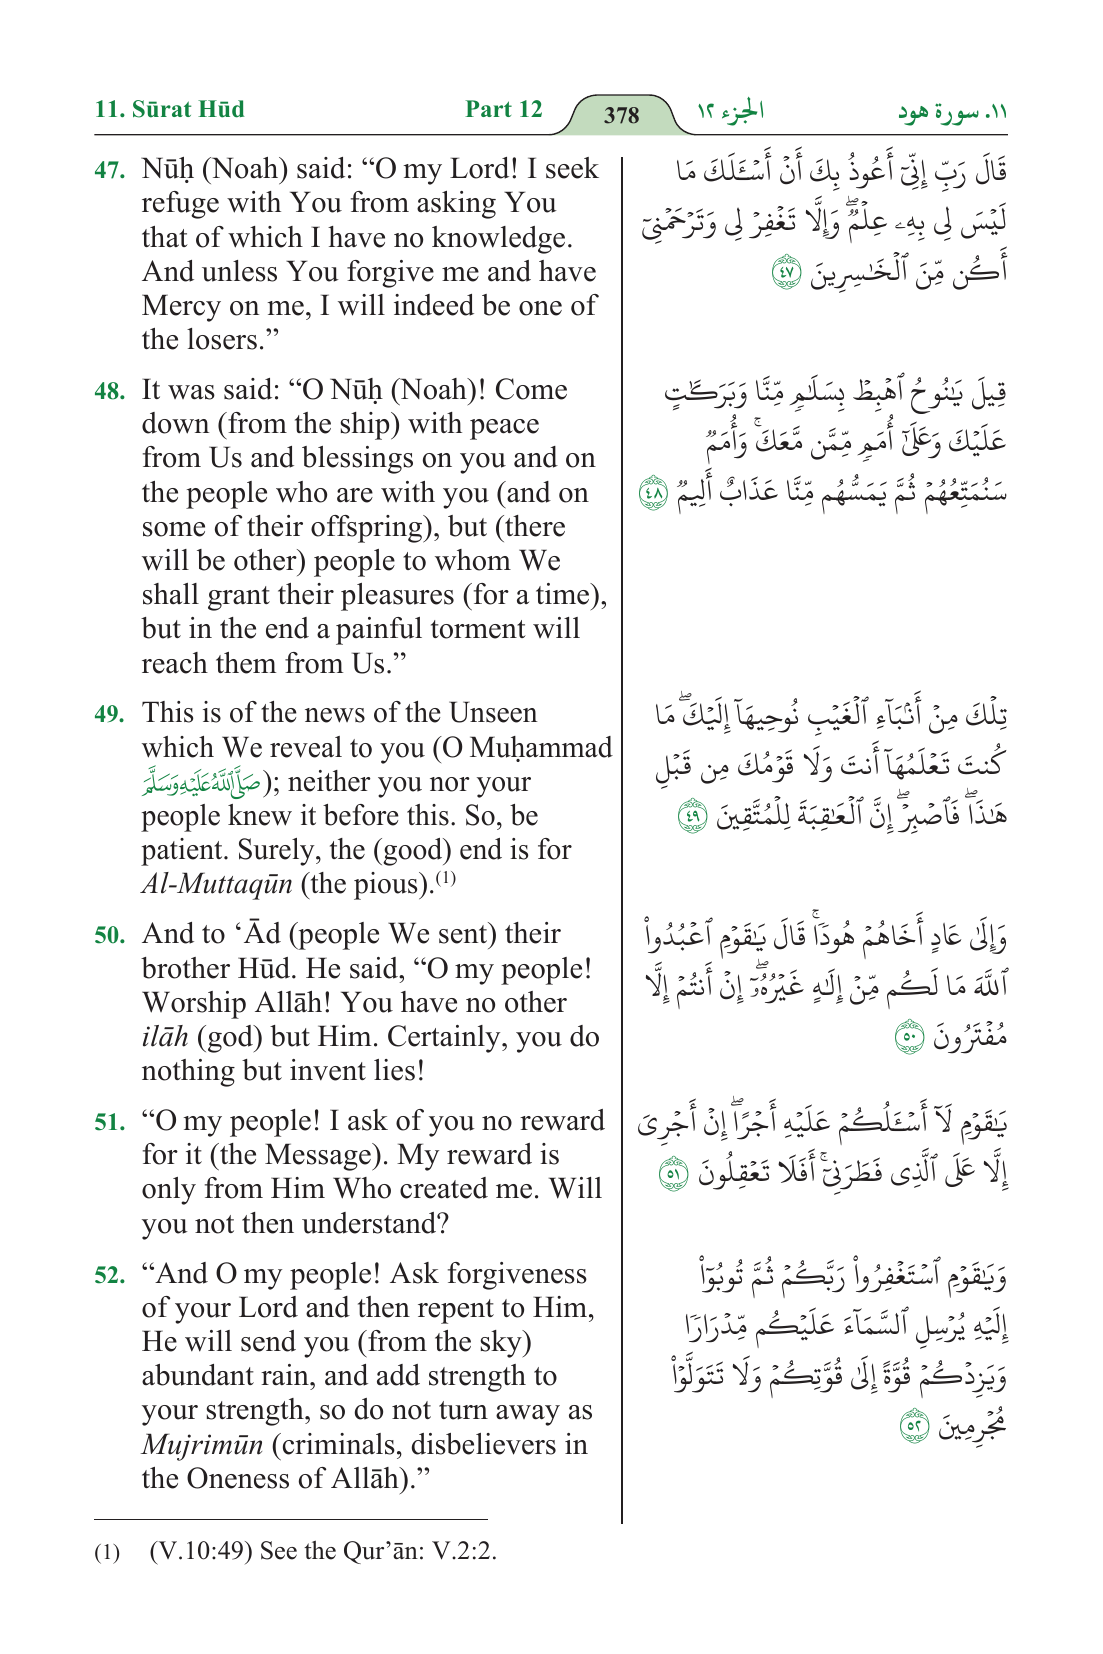 11. Sūrat Hūd Part 12 378 الجزء ١٢ ١١. سورة هود
47. Nūḥ (Noah) said: “O my Lord! I seek
refuge with You from asking You
that of which I have no knowledge.
And unless You forgive me and have
Mercy on me, I will indeed be one of
the losers.”
48. It was said: “O Nūḥ (Noah)! Come
down (from the ship) with peace
from Us and blessings on you and on
the people who are with you (and on
some of their offspring), but (there
will be other) people to whom We
shall grant their pleasures (for a time),
but in the end a painful torment will
reach them from Us.”
49. This is of the news of the Unseen
which We reveal to you (O Muḥammad
صَلَّى ٱللَّهُ عَلَيْهِ وَسَلَّمَ); neither you nor your
people knew it before this. So, be
patient. Surely, the (good) end is for
Al-Muttaqūn (the pious).(1)
50. And to ‘Ād (people We sent) their
brother Hūd. He said, “O my people!
Worship Allāh! You have no other
ilāh (god) but Him. Certainly, you do
nothing but invent lies!
51. “O my people! I ask of you no reward
for it (the Message). My reward is
only from Him Who created me. Will
you not then understand?
52. “And O my people! Ask forgiveness
of your Lord and then repent to Him,
He will send you (from the sky)
abundant rain, and add strength to
your strength, so do not turn away as
Mujrimūn (criminals, disbelievers in
the Oneness of Allāh).”
قَالَ رَبِّ إِنِّىٓ أَعُوذُ بِكَ أَنْ أَسْـَٔلَكَ مَا
لَيْسَ لِى بِهِۦ عِلْمٌۖ وَإِلَّا تَغْفِرْ لِى وَتَرْحَمْنِىٓ
أَكُن مِّنَ ٱلْخَـٰسِرِينَ ٤٧
قِيلَ يَـٰنُوحُ ٱهْبِطْ بِسَلَـٰمٍ مِّنَّا وَبَرَكَـٰتٍ
عَلَيْكَ وَعَلَىٰٓ أُمَمٍ مِّمَّن مَّعَكَۚ وَأُمَمٌ
سَنُمَتِّعُهُمْ ثُمَّ يَمَسُّهُم مِّنَّا عَذَابٌ أَلِيمٌ ٤٨
تِلْكَ مِنْ أَنۢبَآءِ ٱلْغَيْبِ نُوحِيهَآ إِلَيْكَۖ مَا
كُنتَ تَعْلَمُهَآ أَنتَ وَلَا قَوْمُكَ مِن قَبْلِ
هَـٰذَاۖ فَٱصْبِرْۖ إِنَّ ٱلْعَـٰقِبَةَ لِلْمُتَّقِينَ ٤٩
وَإِلَىٰ عَادٍ أَخَاهُمْ هُودًاۚ قَالَ يَـٰقَوْمِ ٱعْبُدُوا۟
ٱللَّهَ مَا لَكُم مِّنْ إِلَـٰهٍ غَيْرُهُۥٓۖ إِنْ أَنتُمْ إِلَّا
مُفْتَرُونَ ٥٠
يَـٰقَوْمِ لَآ أَسْـَٔلُكُمْ عَلَيْهِ أَجْرًاۖ إِنْ أَجْرِىَ
إِلَّا عَلَى ٱلَّذِى فَطَرَنِىٓۚ أَفَلَا تَعْقِلُونَ ٥١
وَيَـٰقَوْمِ ٱسْتَغْفِرُوا۟ رَبَّكُمْ ثُمَّ تُوبُوٓا۟
إِلَيْهِ يُرْسِلِ ٱلسَّمَآءَ عَلَيْكُم مِّدْرَارًا
وَيَزِدْكُمْ قُوَّةً إِلَىٰ قُوَّتِكُمْ وَلَا تَتَوَلَّوْا۟
مُجْرِمِينَ ٥٢
(1) (V.10:49) See the Qur’ān: V.2:2.